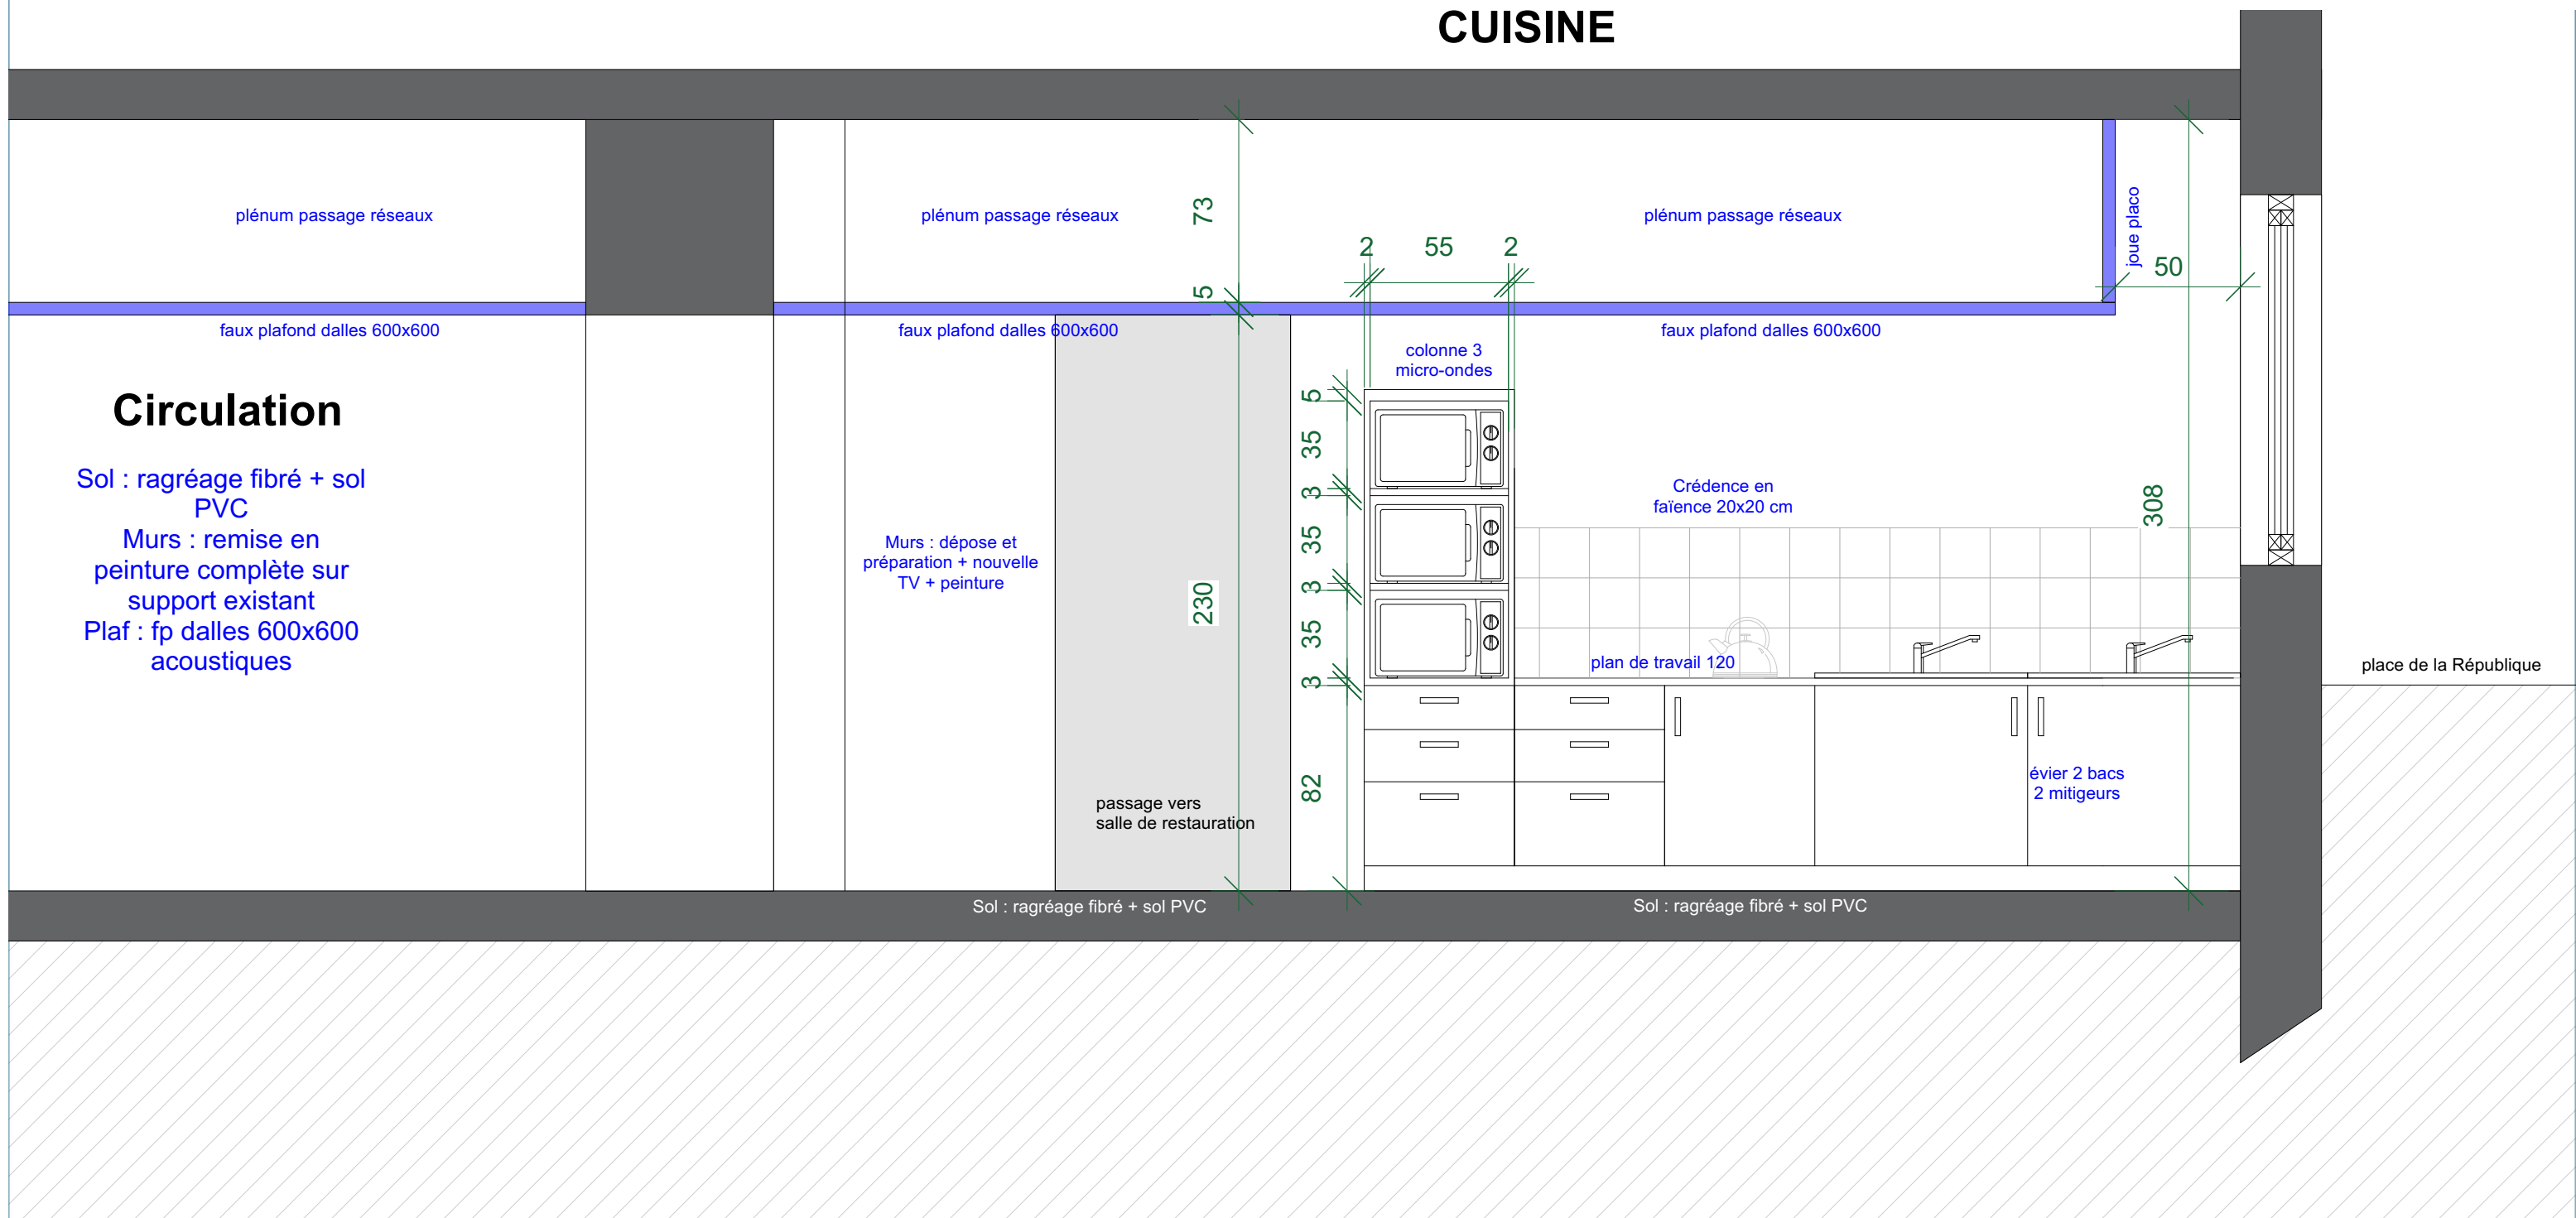 CUISINE
plénum passage réseaux
plénum passage réseaux
73
plénum passage réseaux
joue placo
2
55
2
50
5
faux plafond dalles 600x600
faux plafond dalles 600x600
faux plafond dalles 600x600
colonne 3
micro-ondes
Circulation
Sol : ragréage fibré + sol
PVC
Murs : remise en
peinture complète sur
support existant
Plaf : fp dalles 600x600
acoustiques
Murs : dépose et
préparation + nouvelle
TV + peinture
230
5
35
3
35
3
35
3
82
Crédence en
faïence 20x20 cm
308
plan de travail 120
place de la République
évier 2 bacs
2 mitigeurs
passage vers
salle de restauration
Sol : ragréage fibré + sol PVC
Sol : ragréage fibré + sol PVC